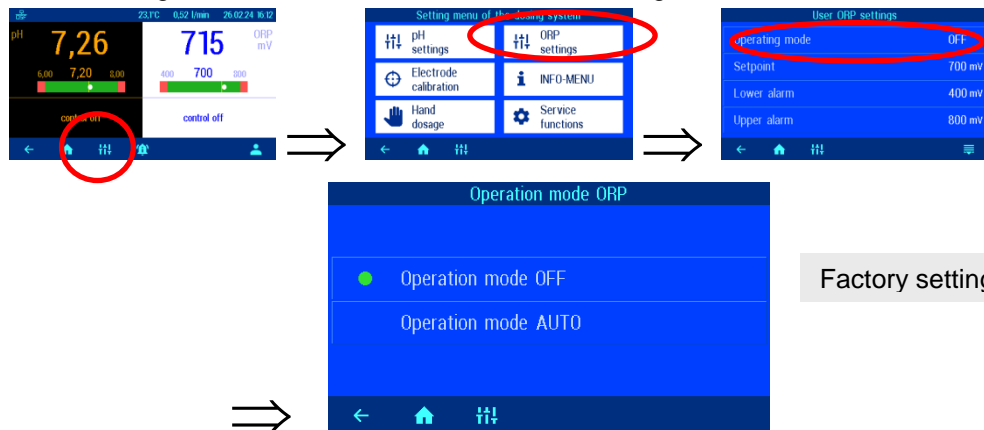 23,1°C 0,52 l/min 26.02.24 16:12
pH 7,26
6,00 7,20 8,00
control off
715 ORP mV
400 700 800
control off
Setting menu of the dosing system
pH settings
ORP settings
Electrode calibration
INFO-MENU
Hand dosage
Service functions
User ORP settings
Operating mode OFF
Setpoint 700 mV
Lower alarm 400 mV
Upper alarm 800 mV
Operation mode ORP
Operation mode OFF
Operation mode AUTO
Factory setting